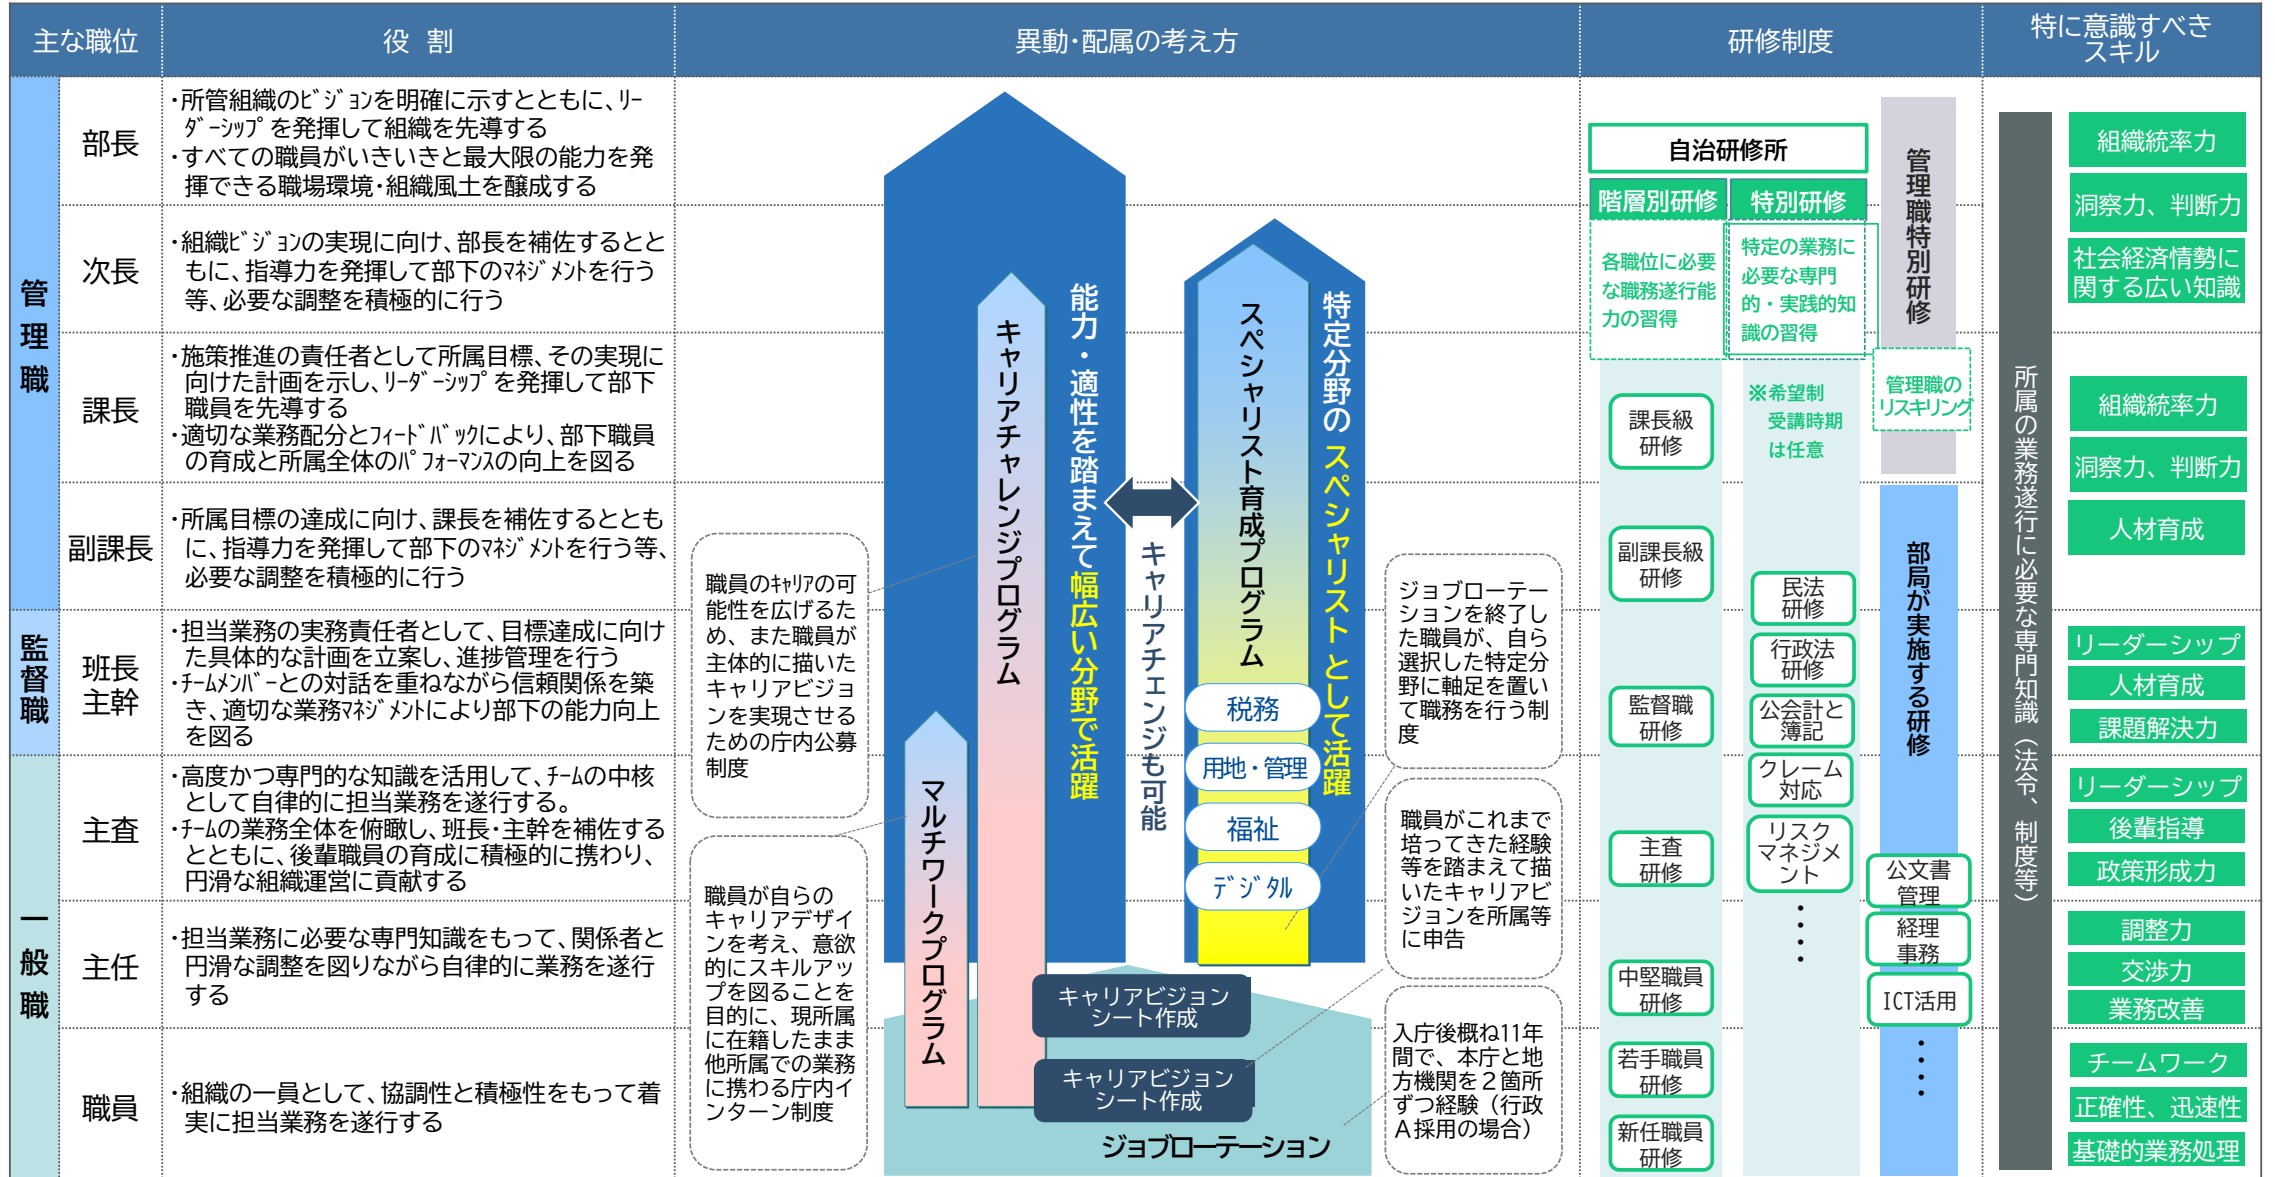 主な職位
役 割
異動・配属の考え方
研修制度
特に意識すべき
スキル
管理職
部長
・所管組織のビジョンを明確に示すとともに、リー
ダーシップを発揮して組織を先導する
・すべての職員がいきいきと最大限の能力を発
揮できる職場環境・組織風土を醸成する
次長
・組織ビジョンの実現に向け、部長を補佐するとと
もに、指導力を発揮して部下のマネジメントを行う
等、必要な調整を積極的に行う
課長
・施策推進の責任者として所属目標、その実現に
向けた計画を示し、リーダーシップを発揮して部下
職員を先導する
・適切な業務配分とフィードバックにより、部下職員
の育成と所属全体のパフォーマンスの向上を図る
副課長
・所属目標の達成に向け、課長を補佐するととも
に、指導力を発揮して部下のマネジメントを行う等、
必要な調整を積極的に行う
監督職
班長
主幹
・担当業務の実務責任者として、目標達成に向け
た具体的な計画を立案し、進捗管理を行う
・チームメンバーとの対話を重ねながら信頼関係を築
き、適切な業務マネジメントにより部下の能力向上
を図る
一般職
主査
・高度かつ専門的な知識を活用して、チームの中核
として自律的に担当業務を遂行する。
・チームの業務全体を俯瞰し、班長・主幹を補佐する
とともに、後輩職員の育成に積極的に携わり、
円滑な組織運営に貢献する
主任
・担当業務に必要な専門知識をもって、関係者と
円滑な調整を図りながら自律的に業務を遂行
する
職員
・組織の一員として、協調性と積極性をもって着
実に担当業務を遂行する
職員のキャリアの可
能性を広げるた
め、また職員が
主体的に描いた
キャリアビジョ
ンを実現させる
ための庁内公募
制度
職員が自らの
キャリアデザイ
ンを考え、意欲
的にスキルアッ
プを図ることを
目的に、現所属
に在籍したまま
他所属での業務
に携わる庁内イ
ンターン制度
マルチワークプログラム
キャリアチャレンジプログラム
能力・適性を踏まえて幅広い分野で活躍
キャリアチェンジも可能
スペシャリスト育成プログラム
特定分野のスペシャリストとして活躍
税務
用地・管理
福祉
デジタル
キャリアビジョン
シート作成
キャリアビジョン
シート作成
ジョブローテーション
ジョブローテー
ションを終了し
た職員が、自ら
選択した特定分
野に軸足を置い
て職務を行う制
度
職員がこれまで
培ってきた経験
等を踏まえて描
いたキャリアビ
ジョンを所属等
に申告
入庁後概ね11年
間で、本庁と地
方機関を２箇所
ずつ経験（行政
Ａ採用の場合）
自治研修所
階層別研修
各職位に必要
な職務遂行能
力の習得
課長級
研修
副課長級
研修
監督職
研修
主査
研修
中堅職員
研修
若手職員
研修
新任職員
研修
特別研修
特定の業務に
必要な専門
的・実践的知
識の習得
※希望制
受講時期
は任意
民法
研修
行政法
研修
公会計と
簿記
クレーム
対応
リスク
マネジメ
ント
・・・・
管理職特別研修
管理職の
リスキリング
部局が実施する研修
公文書
管理
経理
事務
ICT活用
・・・・
所属の業務遂行に必要な専門知識（法令、制度等）
組織統率力
洞察力、判断力
社会経済情勢に
関する広い知識
組織統率力
洞察力、判断力
人材育成
リーダーシップ
人材育成
課題解決力
リーダーシップ
後輩指導
政策形成力
調整力
交渉力
業務改善
チームワーク
正確性、迅速性
基礎的業務処理